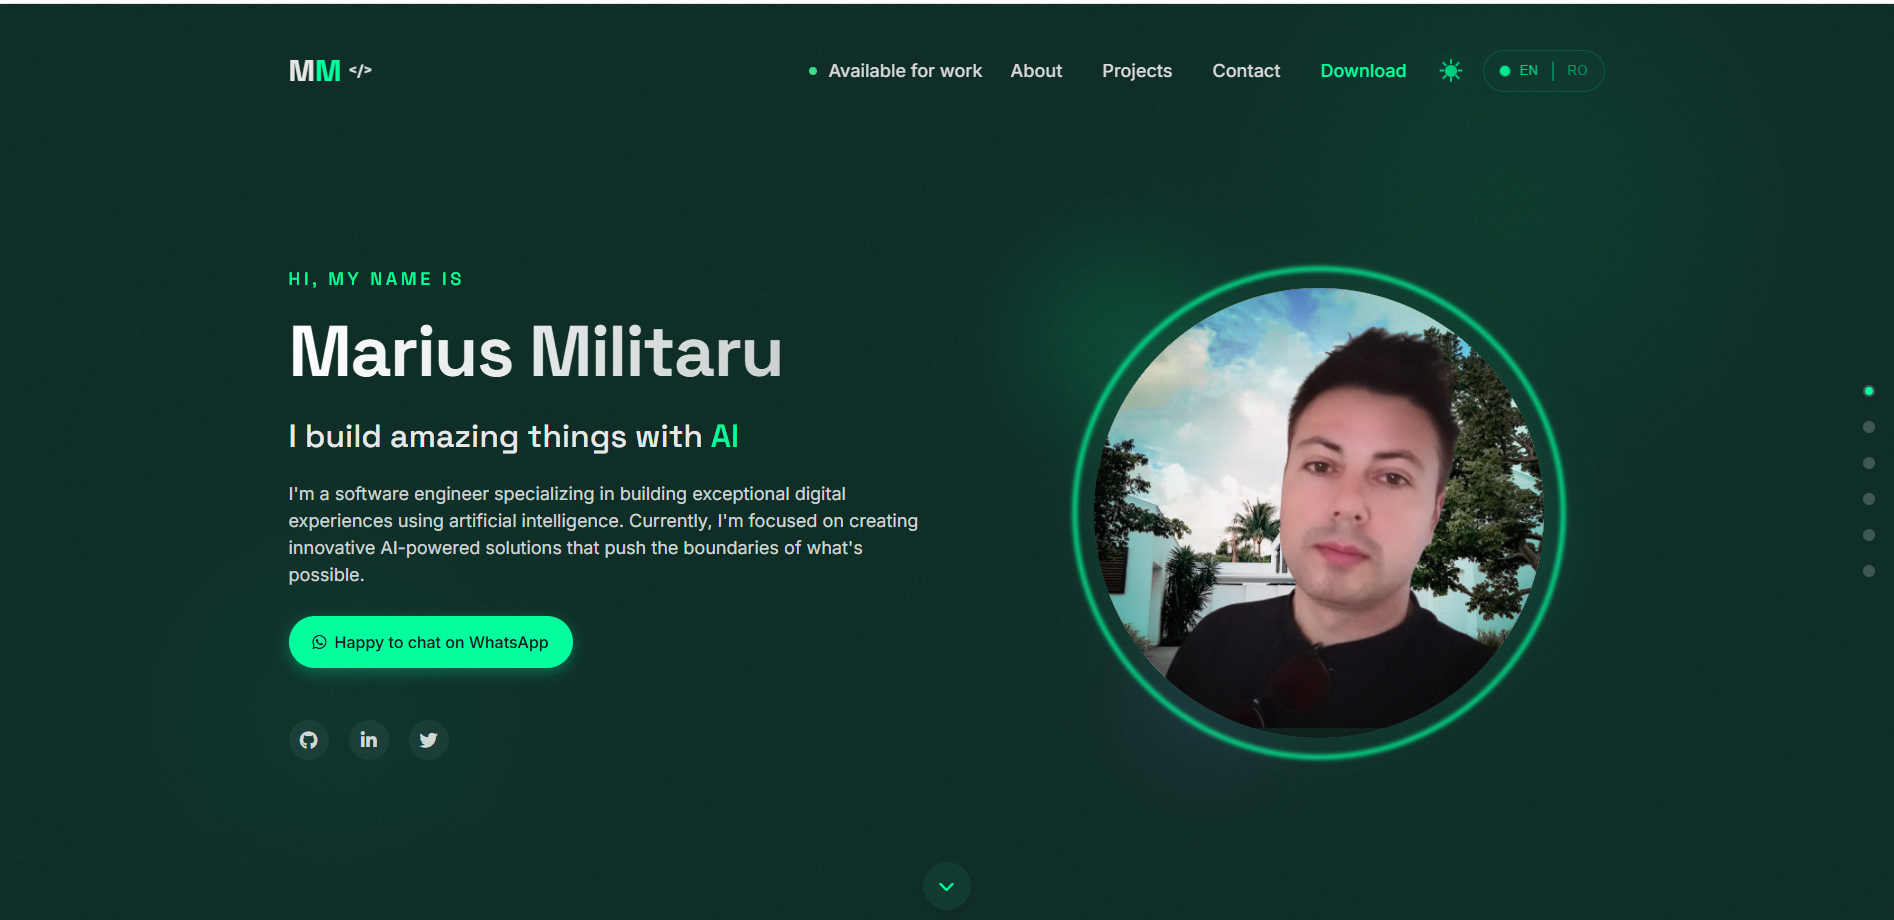 MM </>
Available for work
About
Projects
Contact
Download
EN | RO
HI, MY NAME IS
Marius Militaru
I build amazing things with AI
I'm a software engineer specializing in building exceptional digital
experiences using artificial intelligence. Currently, I'm focused on creating
innovative AI-powered solutions that push the boundaries of what's
possible.
Happy to chat on WhatsApp
in